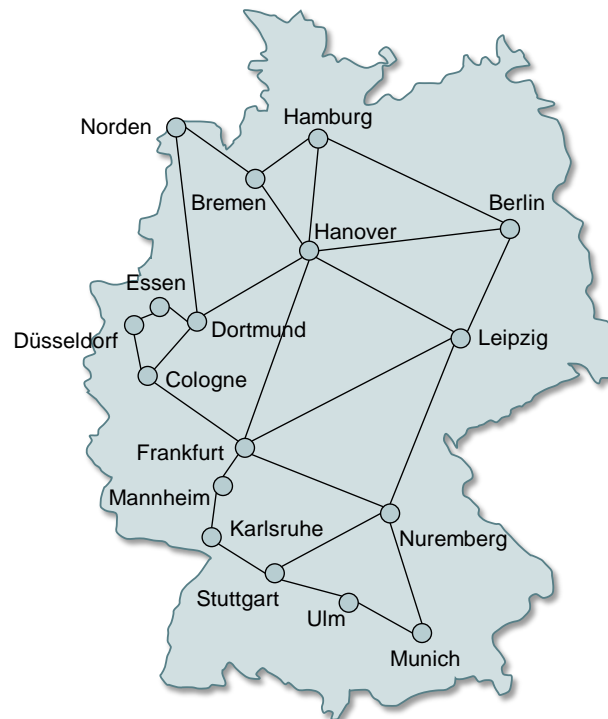 Hamburg
Norden
Bremen
Berlin
Hanover
Essen
Dortmund
Düsseldorf
Leipzig
Cologne
Frankfurt
Mannheim
Karlsruhe
Nuremberg
Stuttgart
Ulm
Munich